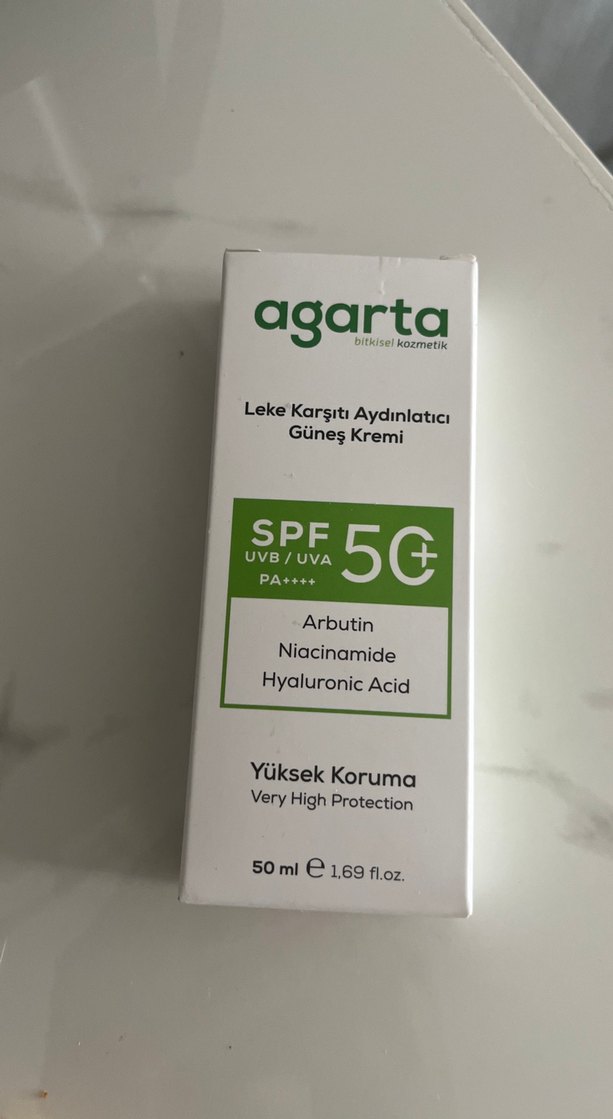 agarta
bitkisel kozmetik
Leke Karşıtı Aydınlatıcı
Güneş Kremi
SPF 50+
UVB / UVA
PA++++
Arbutin
Niacinamide
Hyaluronic Acid
Yüksek Koruma
Very High Protection
50 ml ℮ 1,69 fl.oz.